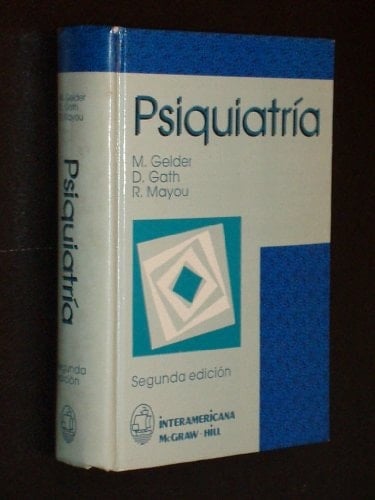 Psiquiatría
M. Gelder
D. Gath
R. Mayou
Segunda edición
INTERAMERICANA
McGRAW-HILL
M. Gelder
D. Gath
R. Mayou
Psiquiatría
Segunda
edición